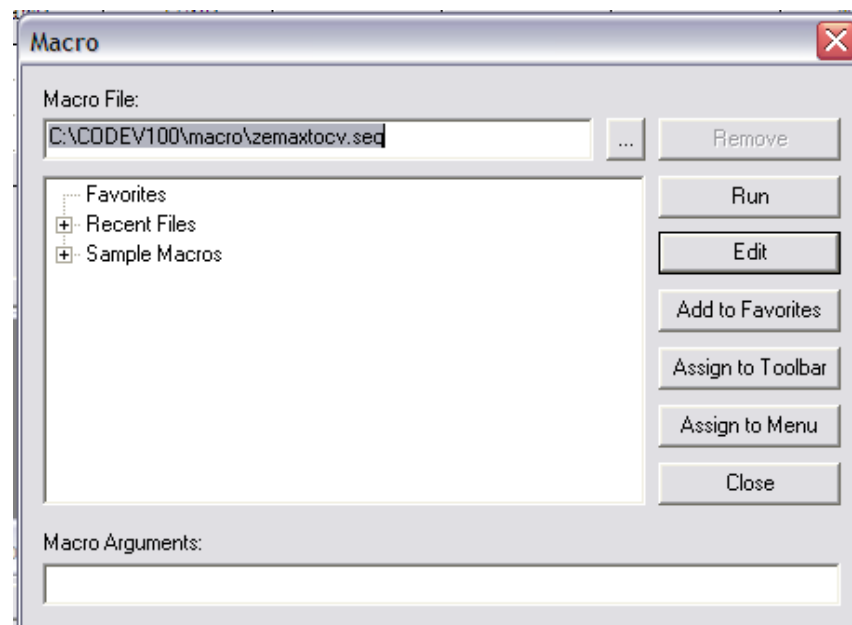 Macro
Macro File:
C:\CODEV100\macro\zemaxtocv.seq
...
Remove
Favorites
Recent Files
Sample Macros
Run
Edit
Add to Favorites
Assign to Toolbar
Assign to Menu
Close
Macro Arguments: